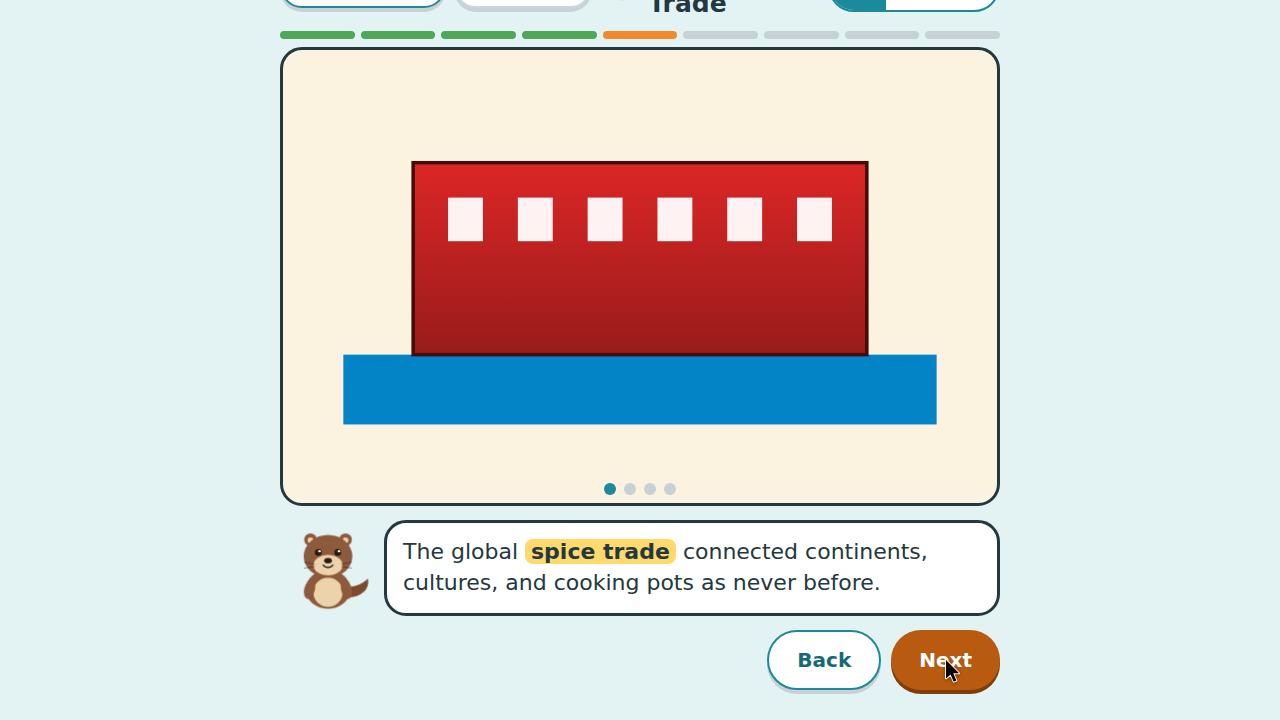 Trade
The global spice trade connected continents,
cultures, and cooking pots as never before.
Back
Next